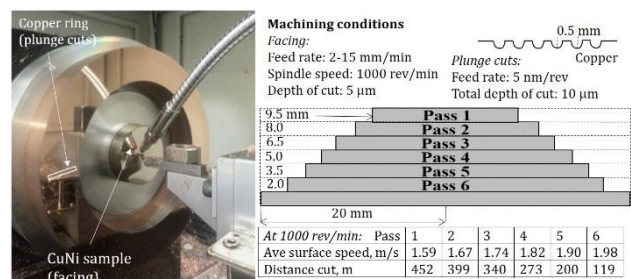 Copper ring
(plunge cuts)
CuNi sample
(facing)
Machining conditions
Facing:
Feed rate: 2-15 mm/min
Spindle speed: 1000 rev/min
Depth of cut: 5 µm
0.5 mm
Copper
Plunge cuts:
Feed rate: 5 nm/rev
Total depth of cut: 10 µm
9.5 mm Pass 1
8.0 Pass 2
6.5 Pass 3
5.0 Pass 4
3.5 Pass 5
2.0 Pass 6
20 mm
At 1000 rev/min: Pass 1 2 3 4 5 6
Ave surface speed, m/s 1.59 1.67 1.74 1.82 1.90 1.98
Distance cut, m 452 399 340 273 200 119